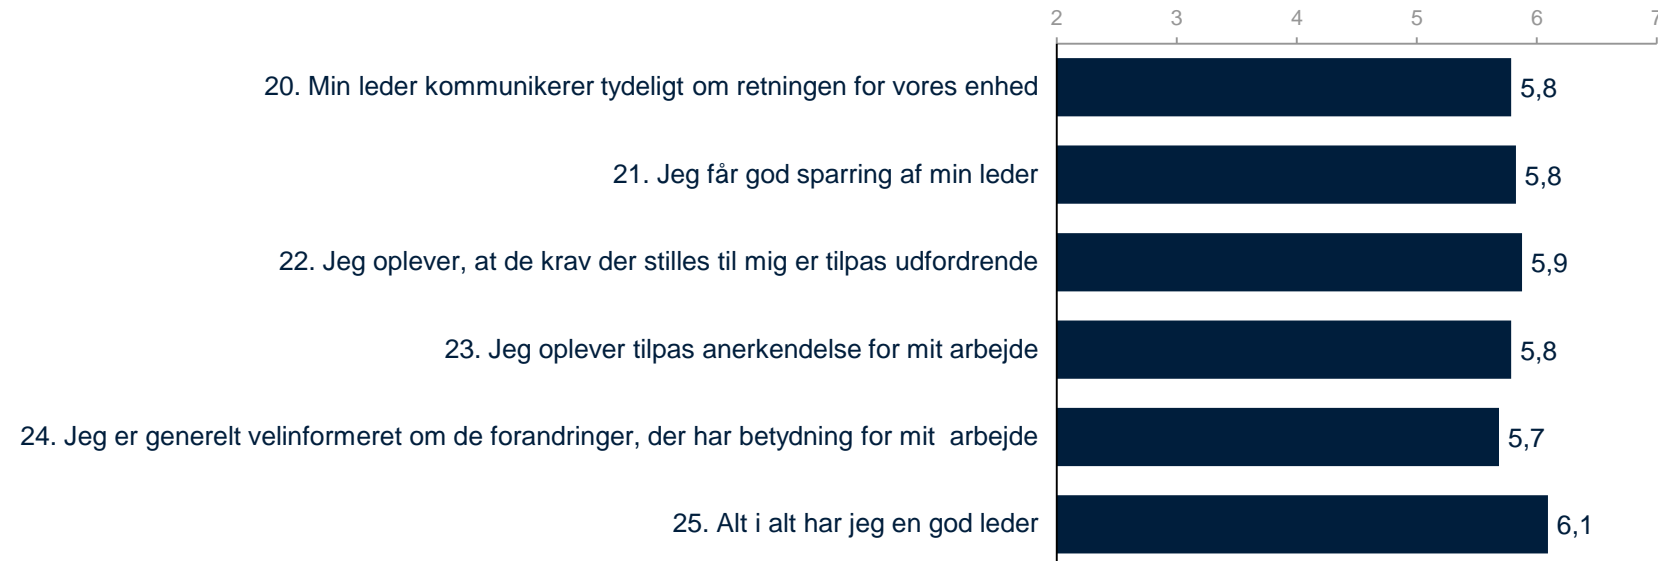 2 3 4 5 6 7
20. Min leder kommunikerer tydeligt om retningen for vores enhed 5,8
21. Jeg får god sparring af min leder 5,8
22. Jeg oplever, at de krav der stilles til mig er tilpas udfordrende 5,9
23. Jeg oplever tilpas anerkendelse for mit arbejde 5,8
24. Jeg er generelt velinformeret om de forandringer, der har betydning for mit  arbejde 5,7
25. Alt i alt har jeg en god leder 6,1